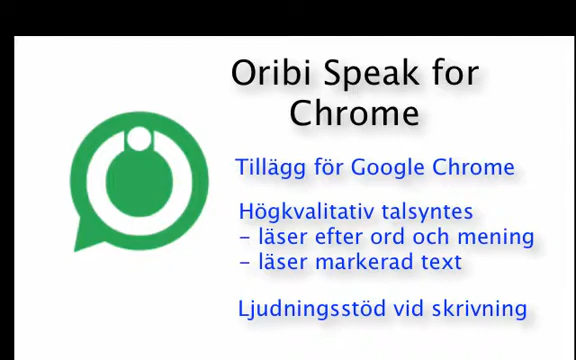 Oribi Speak for
Chrome
Tillägg för Google Chrome
Högkvalitativ talsyntes
- läser efter ord och mening
- läser markerad text
Ljudningsstöd vid skrivning